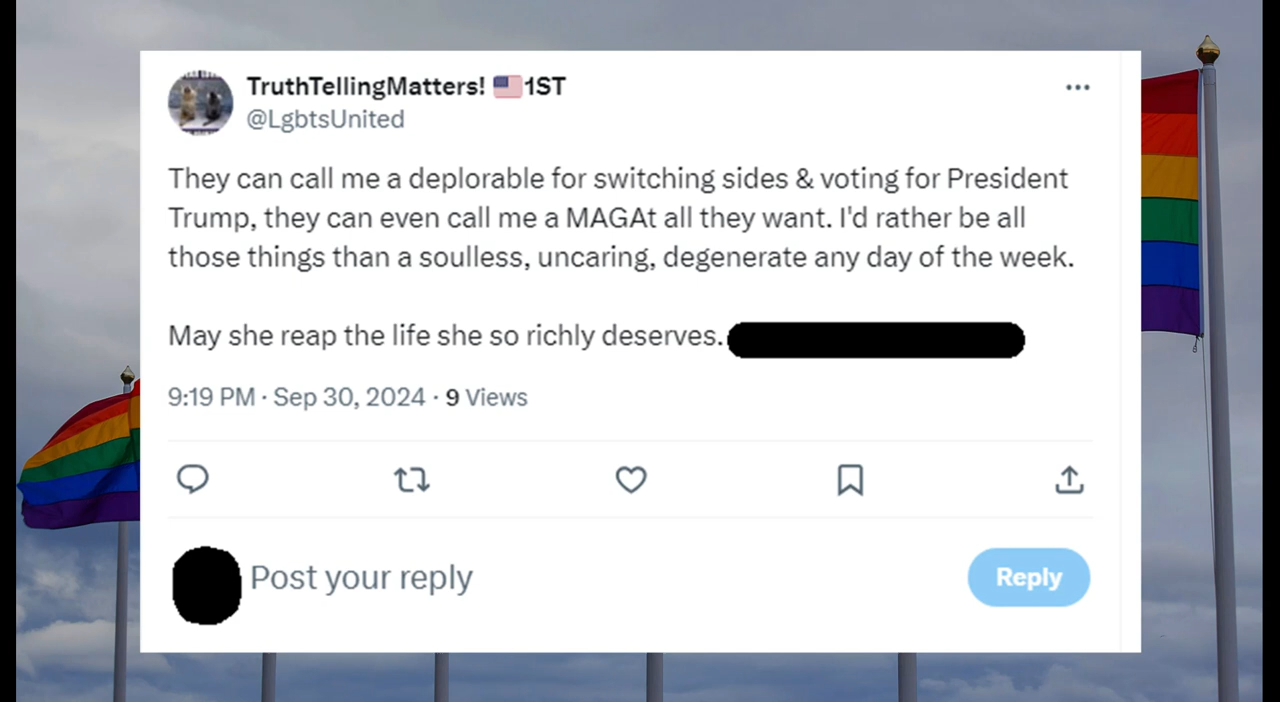 TruthTellingMatters! 🇺🇸1ST
@LgbtsUnited
They can call me a deplorable for switching sides & voting for President
Trump, they can even call me a MAGAt all they want. I'd rather be all
those things than a soulless, uncaring, degenerate any day of the week.
May she reap the life she so richly deserves.
9:19 PM · Sep 30, 2024 · 9 Views
Post your reply
Reply